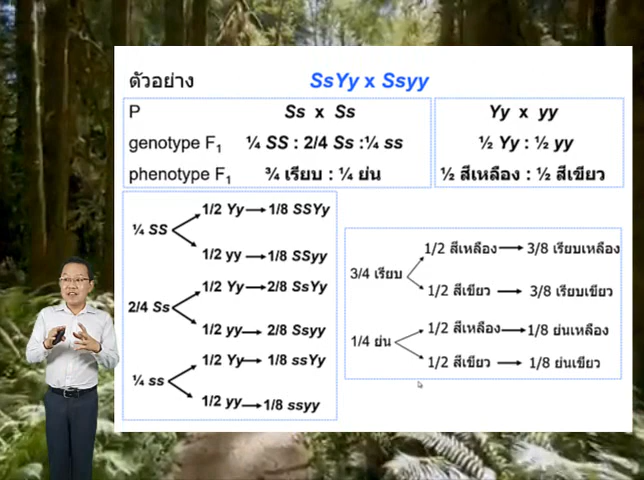 ตัวอย่าง SsYy x Ssyy
P Ss x Ss Yy x yy
genotype F₁ ¼ SS : 2/4 Ss :¼ ss ½ Yy : ½ yy
phenotype F₁ ¾ เรียบ : ¼ ย่น ½ สีเหลือง : ½ สีเขียว
¼ SS
1/2 Yy → 1/8 SSYy
1/2 yy → 1/8 SSyy
2/4 Ss
1/2 Yy → 2/8 SsYy
1/2 yy → 2/8 Ssyy
¼ ss
1/2 Yy → 1/8 ssYy
1/2 yy → 1/8 ssyy
3/4 เรียบ
1/2 สีเหลือง → 3/8 เรียบเหลือง
1/2 สีเขียว → 3/8 เรียบเขียว
1/4 ย่น
1/2 สีเหลือง → 1/8 ย่นเหลือง
1/2 สีเขียว → 1/8 ย่นเขียว